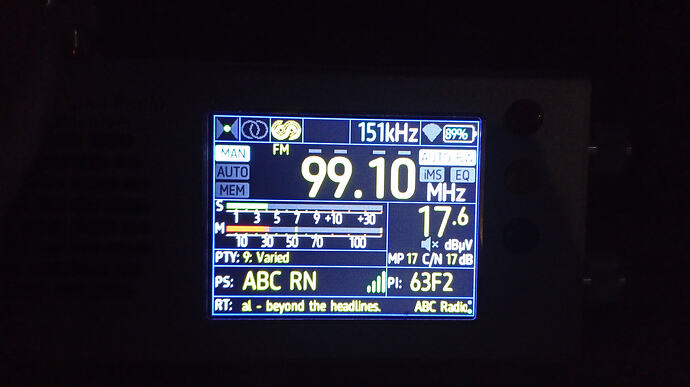 151kHz 89%
FM
MAN 99.10 AUTO BW
AUTO iMS EQ
MEM MHz
S 1 3 5 7 9 +10 +30 17.6
M 10 30 50 70 100 dBµV
PTY: 9: Varied MP 17 C/N 17 dB
PS: ABC RN PI: 63F2
RT: al - beyond the headlines. ABC Radio